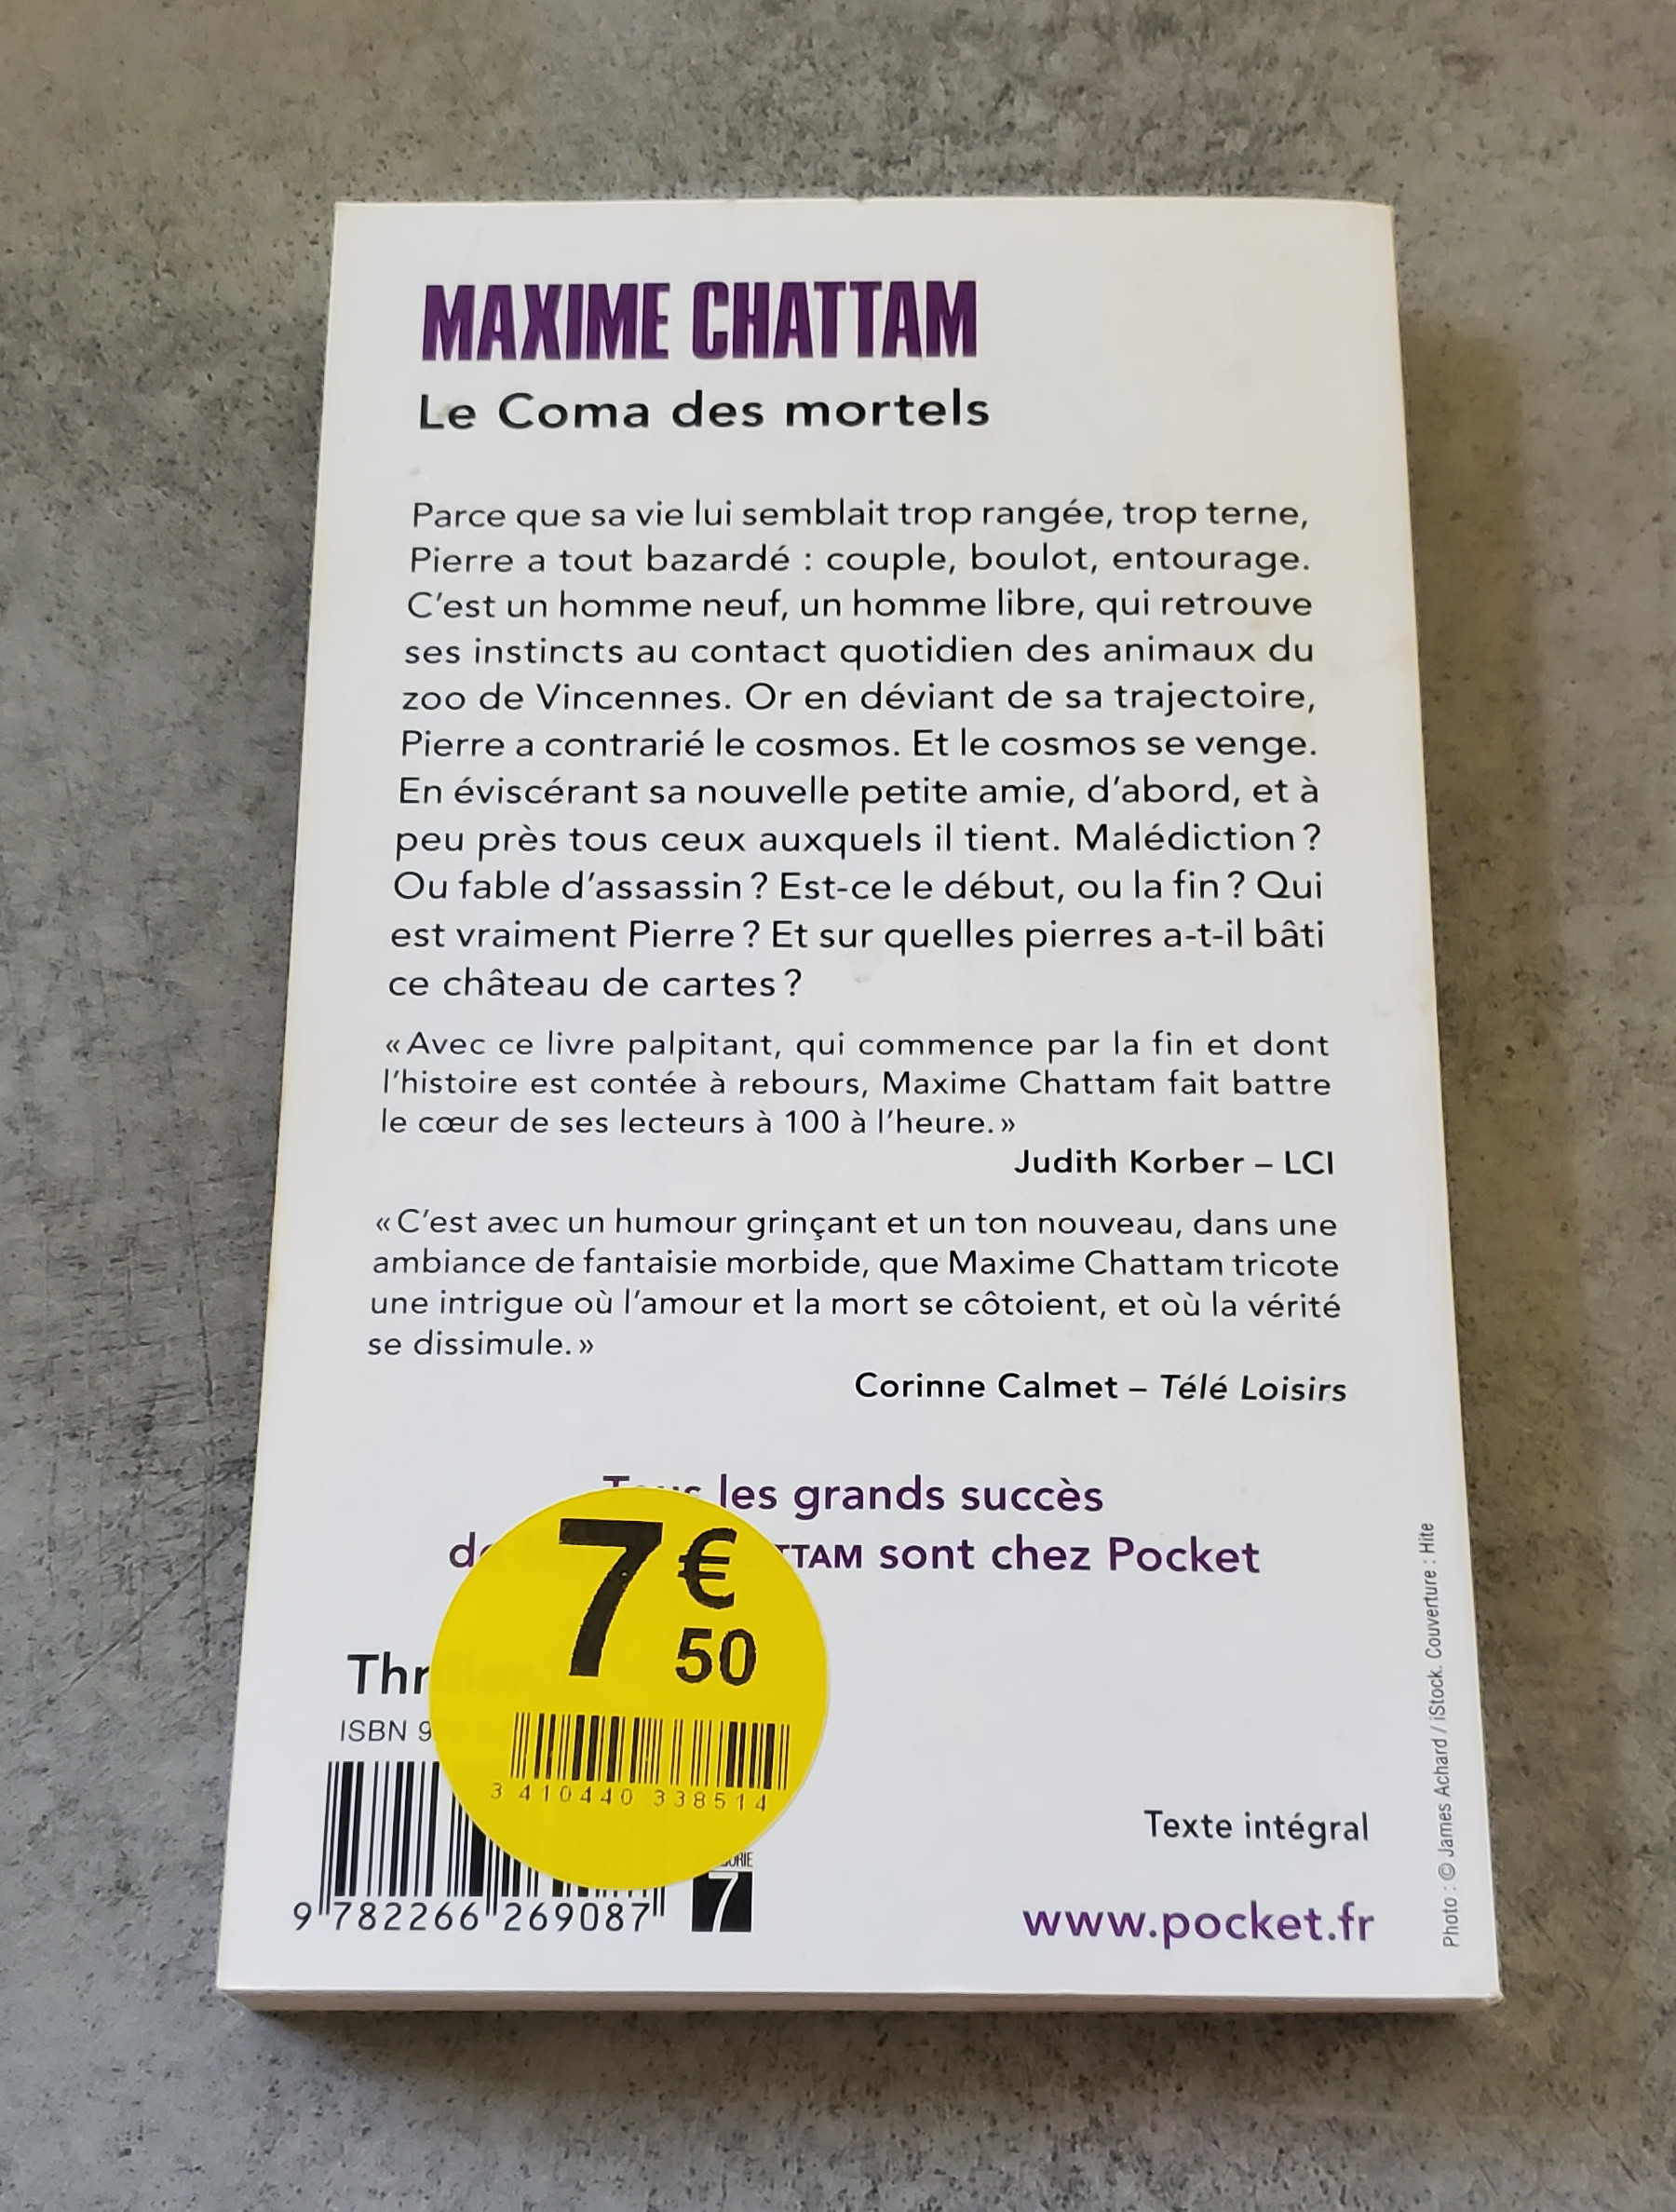 MAXIME CHATTAM
Le Coma des mortels
Parce que sa vie lui semblait trop rangée, trop terne,
Pierre a tout bazardé : couple, boulot, entourage.
C'est un homme neuf, un homme libre, qui retrouve
ses instincts au contact quotidien des animaux du
zoo de Vincennes. Or en déviant de sa trajectoire,
Pierre a contrarié le cosmos. Et le cosmos se venge.
En éviscérant sa nouvelle petite amie, d'abord, et à
peu près tous ceux auxquels il tient. Malédiction ?
Ou fable d'assassin ? Est-ce le début, ou la fin ? Qui
est vraiment Pierre ? Et sur quelles pierres a-t-il bâti
ce château de cartes ?
« Avec ce livre palpitant, qui commence par la fin et dont
l'histoire est contée à rebours, Maxime Chattam fait battre
le cœur de ses lecteurs à 100 à l'heure. »
Judith Korber – LCI
« C'est avec un humour grinçant et un ton nouveau, dans une
ambiance de fantaisie morbide, que Maxime Chattam tricote
une intrigue où l'amour et la mort se côtoient, et où la vérité
se dissimule. »
Corinne Calmet – Télé Loisirs
les grands succès
sont chez Pocket
7 €
50
3 410440 338514
ISBN 9
9 782266 269087
7
Texte intégral
www.pocket.fr
Photo : © James Achard / iStock. Couverture : Hite